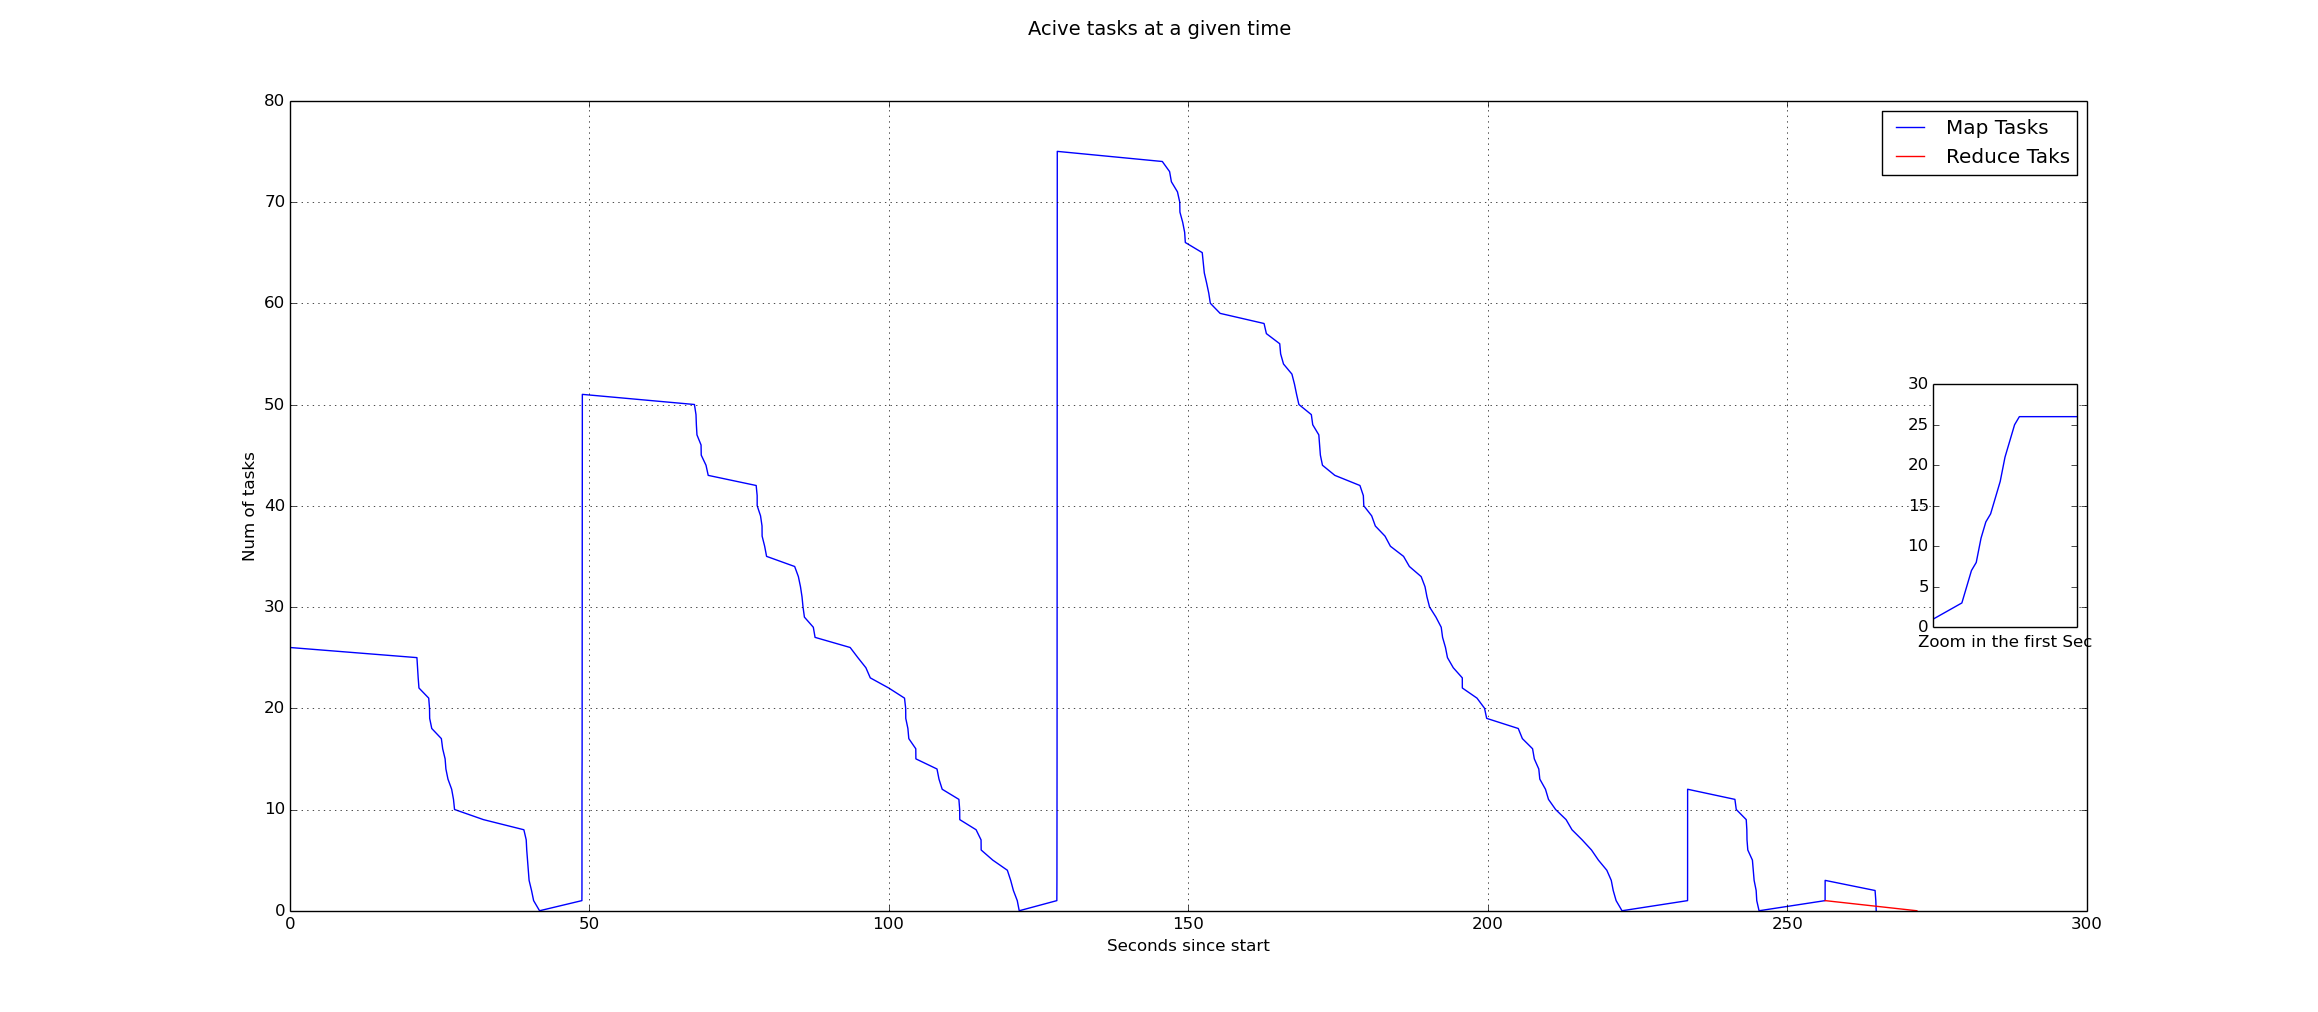 Acive tasks at a given time
80
70
60
50
40
30
20
10
0
Num of tasks
Map Tasks
Reduce Taks
30
25
20
15
10
5
0
Zoom in the first Sec
0 50 100 150 200 250 300
Seconds since start